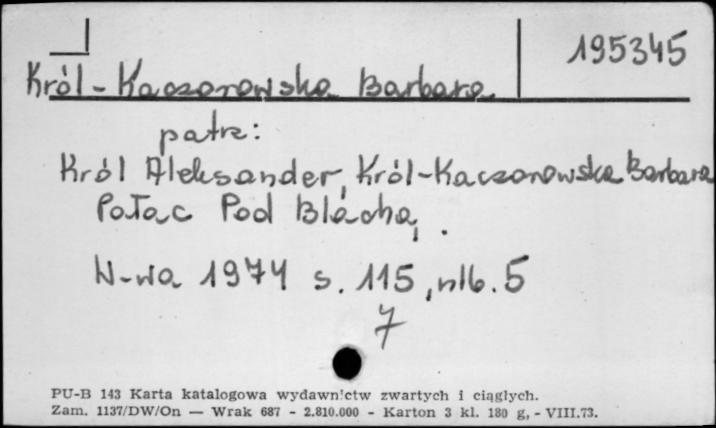 195345
Król-Kaczorowska Barbara
patrz:
Król Aleksander, Król-Kaczorowska Barbara
Pałac Pod Blachą.
W-wa 1974 s. 115, nlb. 5
7
PU-B 143 Karta katalogowa wydawnictw zwartych i ciągłych.
Zam. 1137/DW/On — Wrak 687 - 2.810.000 - Karton 3 kl. 180 g, - VIII.73.